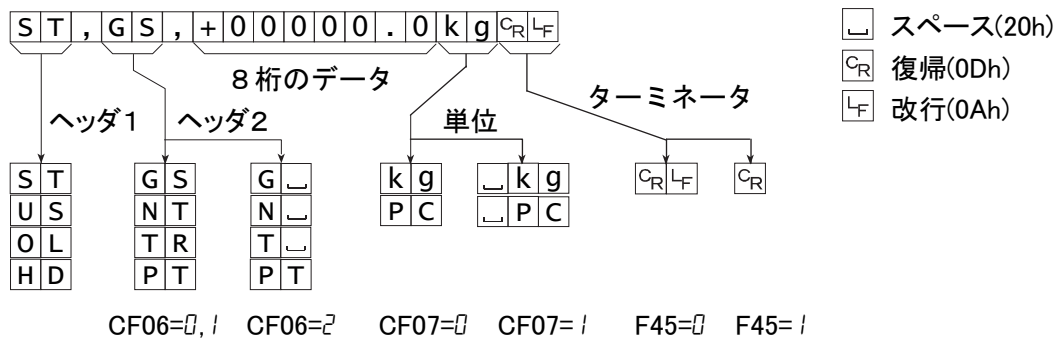 ST,GS,+00000.0kgCRLF
␣ スペース(20h)
CR 復帰(0Dh)
LF 改行(0Ah)
8桁のデータ
ターミネータ
ヘッダ1 ヘッダ2 単位
ST GS G␣ kg ␣kg CRLF CR
US NT N␣ PC ␣PC
OL TR T␣
HD PT PT
CF06=0,1 CF06=2 CF07=0 CF07=1 F45=0 F45=1